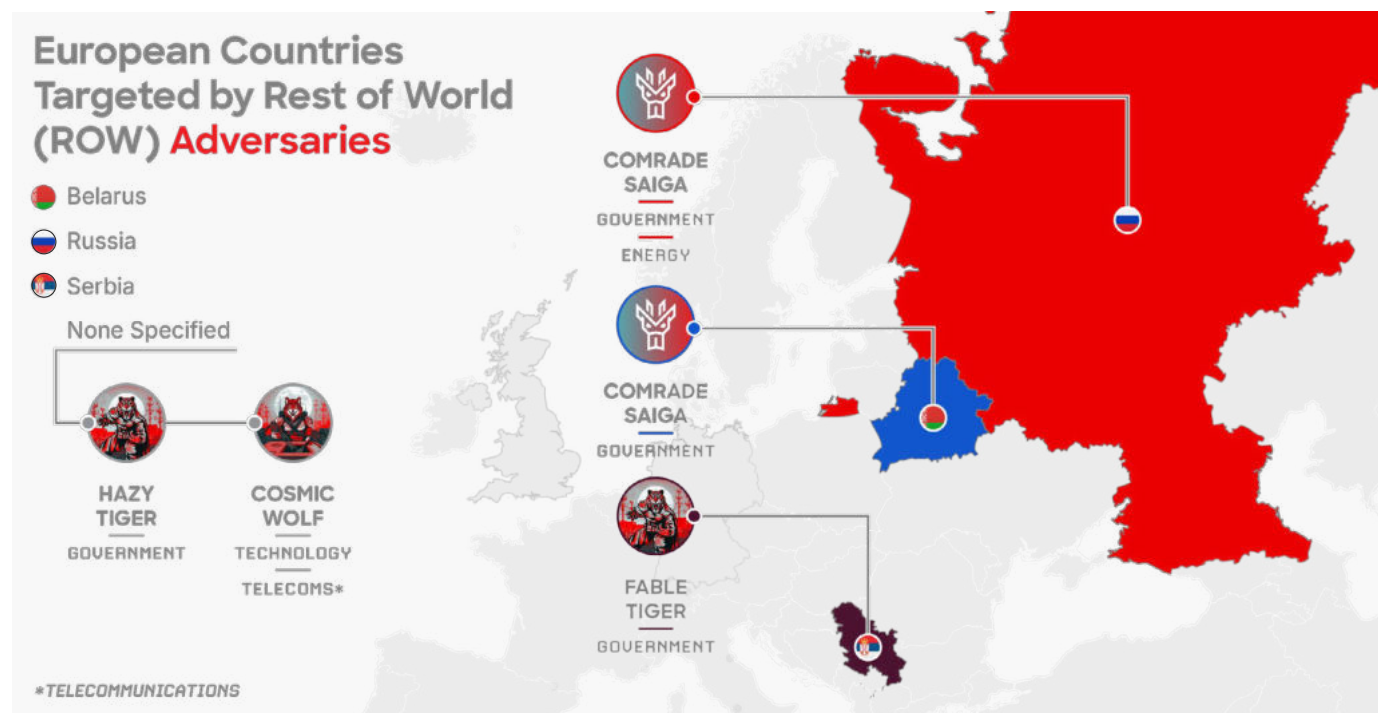 European Countries
Targeted by Rest of World
(ROW) Adversaries
Belarus
Russia
Serbia
None Specified
HAZY
TIGER
GOVERNMENT
COSMIC
WOLF
TECHNOLOGY
TELECOMS*
COMRADE
SAIGA
GOVERNMENT
ENERGY
COMRADE
SAIGA
GOVERNMENT
FABLE
TIGER
GOVERNMENT
*TELECOMMUNICATIONS